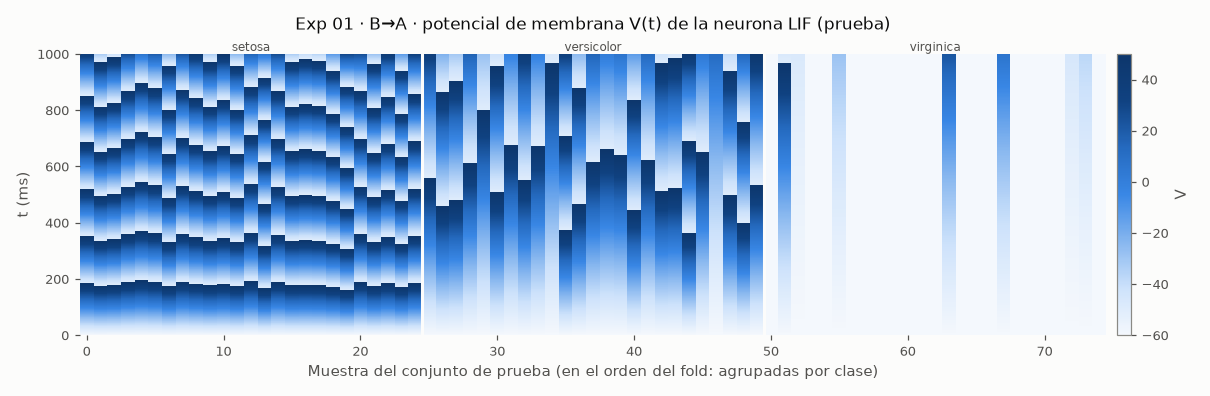 Exp 01 · B→A · potencial de membrana V(t) de la neurona LIF (prueba)
setosa versicolor virginica
1000
800
600
400
200
0
t (ms)
0 10 20 30 40 50 60 70
Muestra del conjunto de prueba (en el orden del fold: agrupadas por clase)
40
20
0
−20
−40
−60
V